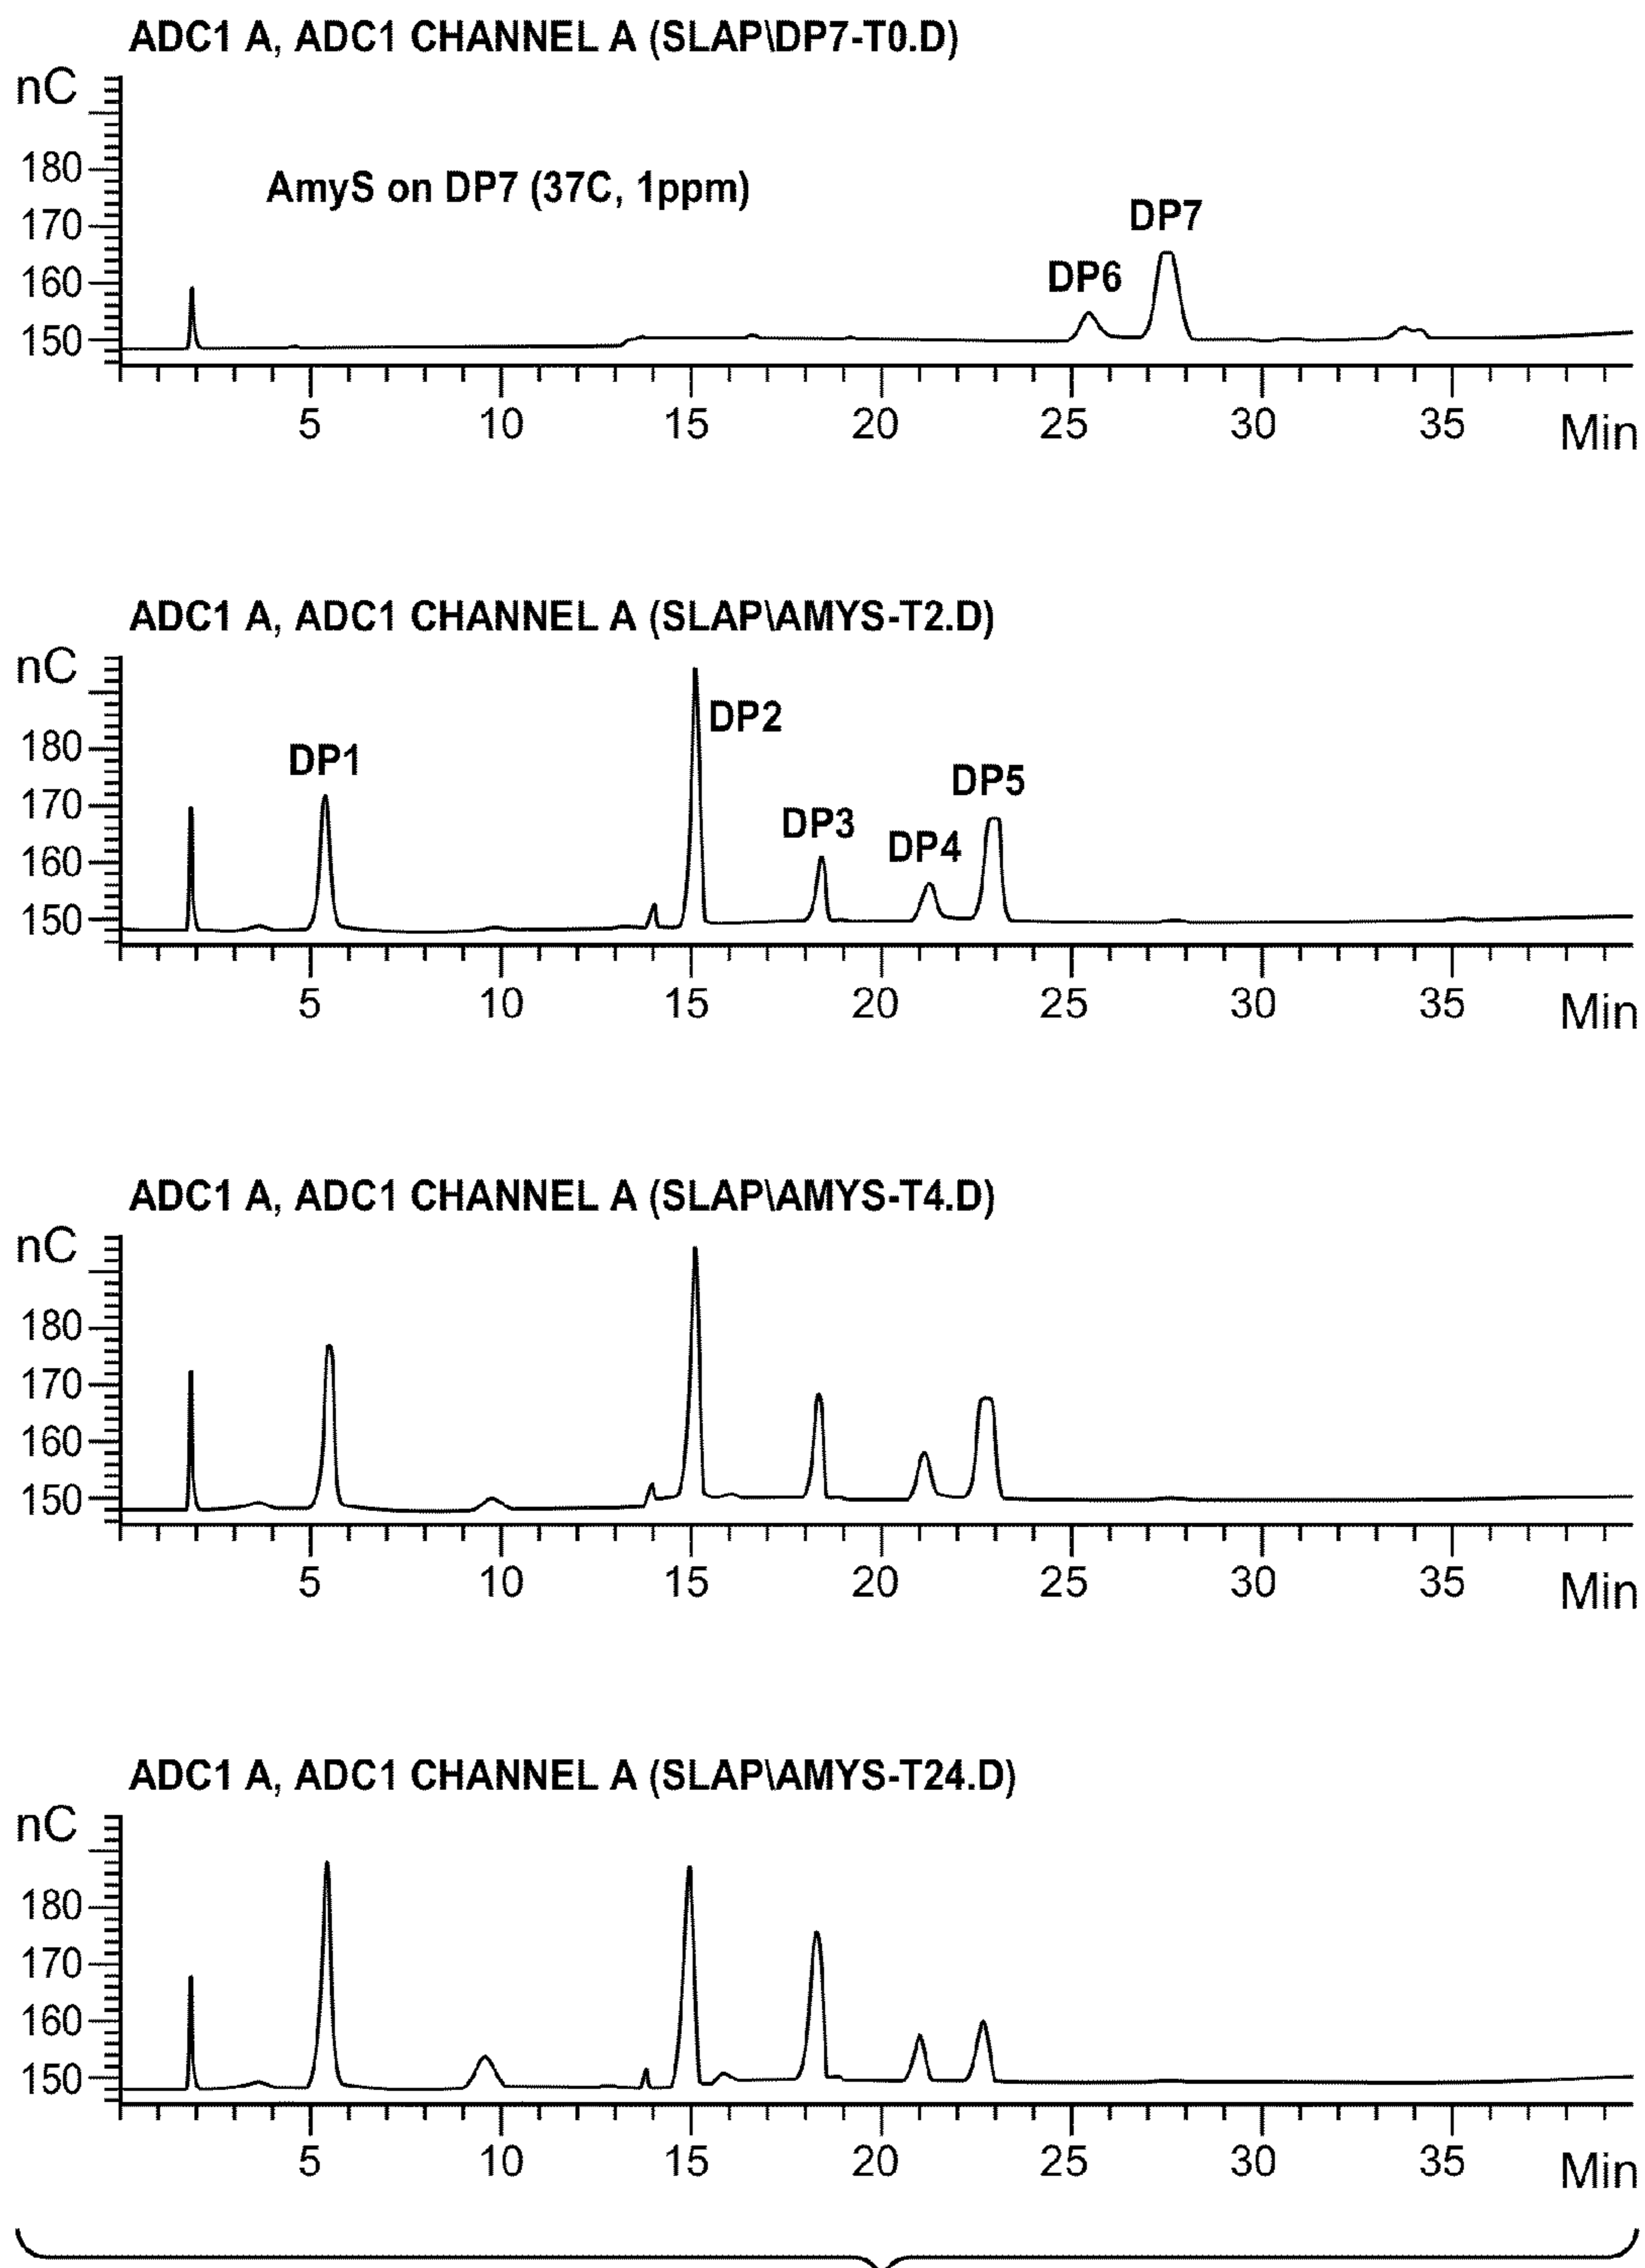 ADC1 A, ADC1 CHANNEL A (SLAP\DP7-T0.D)
nC
180
170
160
150
AmyS on DP7 (37C, 1ppm)
DP6
DP7
5 10 15 20 25 30 35 Min
ADC1 A, ADC1 CHANNEL A (SLAP\AMYS-T2.D)
nC
180
170
160
150
DP1
DP2
DP3
DP4
DP5
5 10 15 20 25 30 35 Min
ADC1 A, ADC1 CHANNEL A (SLAP\AMYS-T4.D)
nC
180
170
160
150
5 10 15 20 25 30 35 Min
ADC1 A, ADC1 CHANNEL A (SLAP\AMYS-T24.D)
nC
180
170
160
150
5 10 15 20 25 30 35 Min